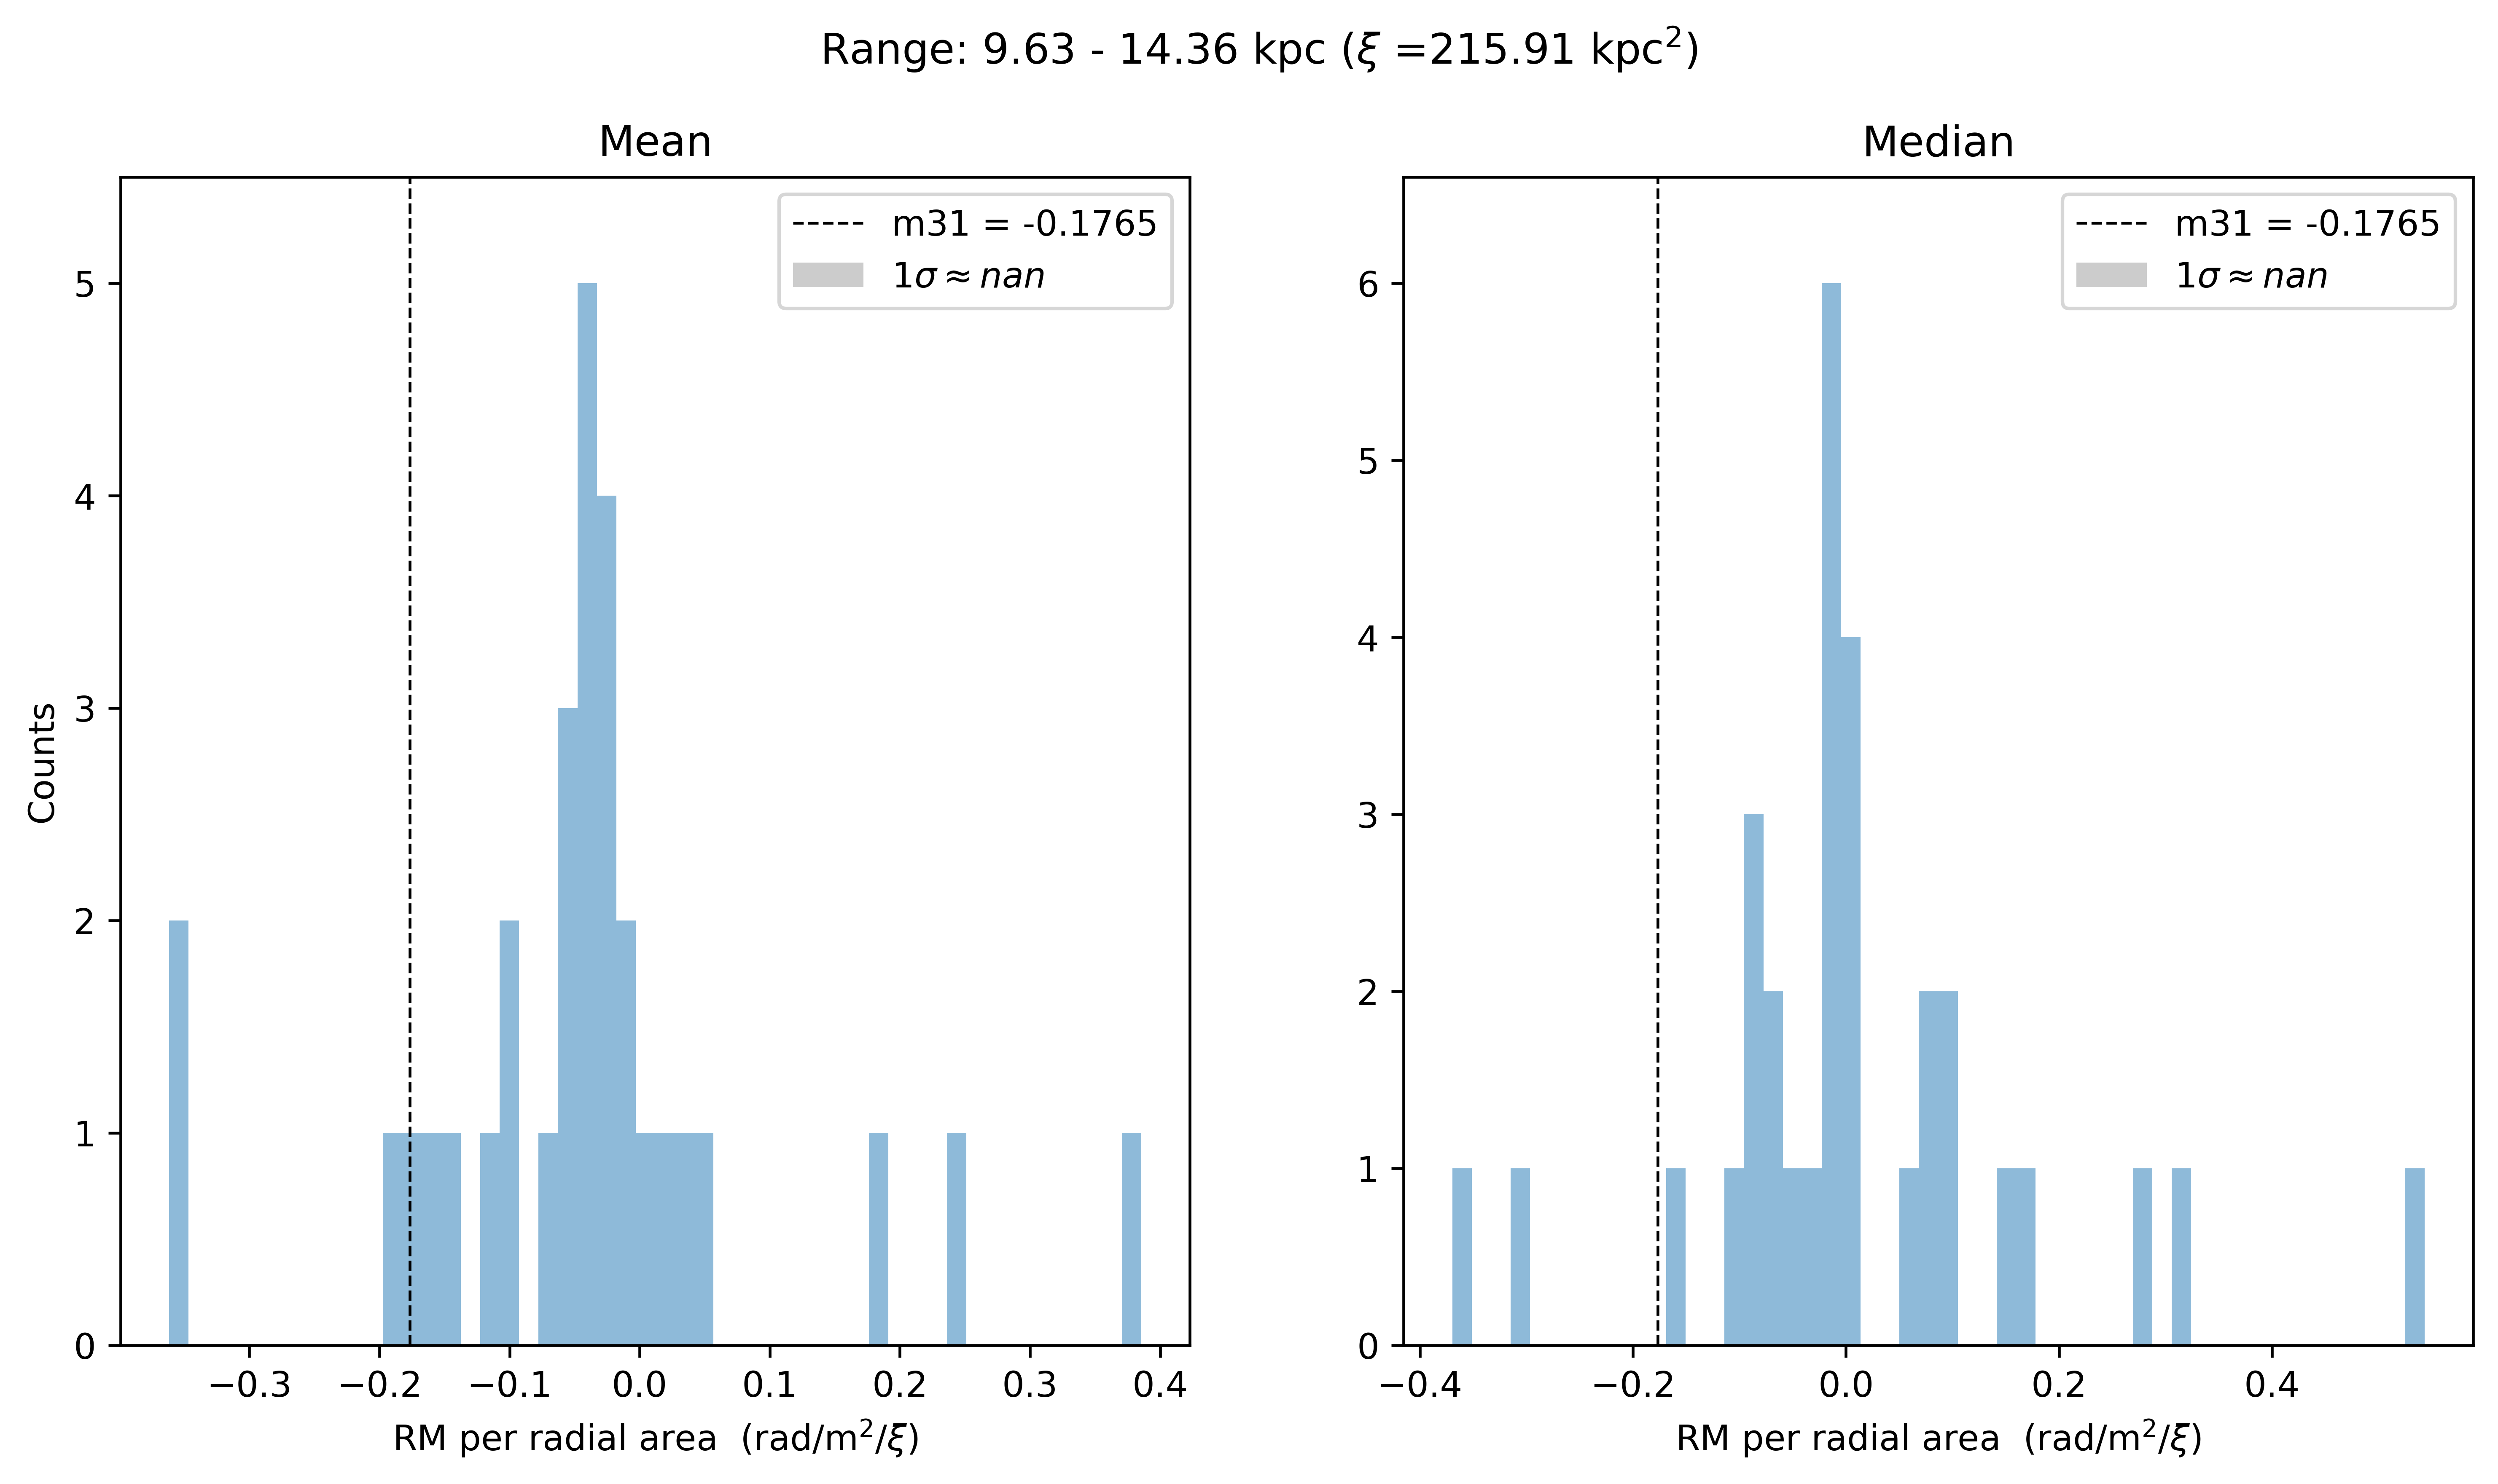 Range: 9.63 - 14.36 kpc (ξ =215.91 kpc²)
Mean
m31 = -0.1765
1σ ≈ nan
5
4
3
2
1
0
Counts
−0.3 −0.2 −0.1 0.0 0.1 0.2 0.3 0.4
RM per radial area (rad/m²/ξ)
Median
m31 = -0.1765
1σ ≈ nan
6
5
4
3
2
1
0
−0.4 −0.2 0.0 0.2 0.4
RM per radial area (rad/m²/ξ)